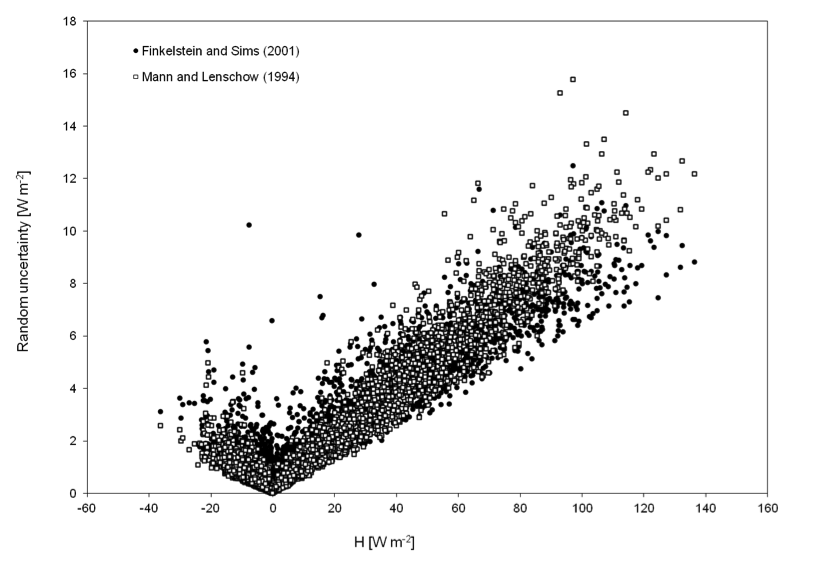 18
16
14
12
10
8
6
4
2
0
Random uncertainty [W m-2]
Finkelstein and Sims (2001)
Mann and Lenschow (1994)
-60 -40 -20 0 20 40 60 80 100 120 140 160
H [W m-2]